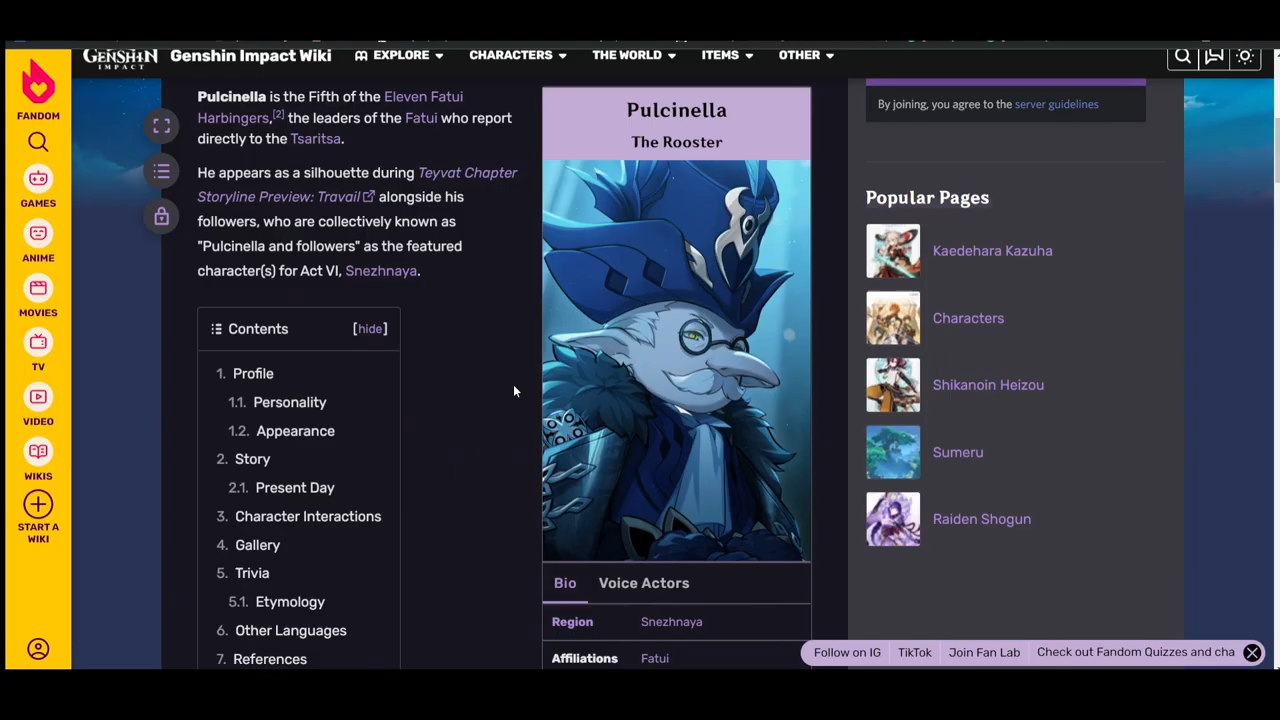 GENSHIN
IMPACT
Genshin Impact Wiki
EXPLORE
CHARACTERS
THE WORLD
ITEMS
OTHER
FANDOM
GAMES
ANIME
MOVIES
TV
VIDEO
WIKIS
START A
WIKI
Pulcinella is the Fifth of the Eleven Fatui
Harbingers,[2] the leaders of the Fatui who report
directly to the Tsaritsa.
He appears as a silhouette during Teyvat Chapter
Storyline Preview: Travail alongside his
followers, who are collectively known as
"Pulcinella and followers" as the featured
character(s) for Act VI, Snezhnaya.
Contents [hide]
1. Profile
1.1. Personality
1.2. Appearance
2. Story
2.1. Present Day
3. Character Interactions
4. Gallery
5. Trivia
5.1. Etymology
6. Other Languages
7. References
Pulcinella
The Rooster
Bio Voice Actors
Region Snezhnaya
Affiliations Fatui
By joining, you agree to the server guidelines
Popular Pages
Kaedehara Kazuha
Characters
Shikanoin Heizou
Sumeru
Raiden Shogun
Follow on IG TikTok Join Fan Lab Check out Fandom Quizzes and cha